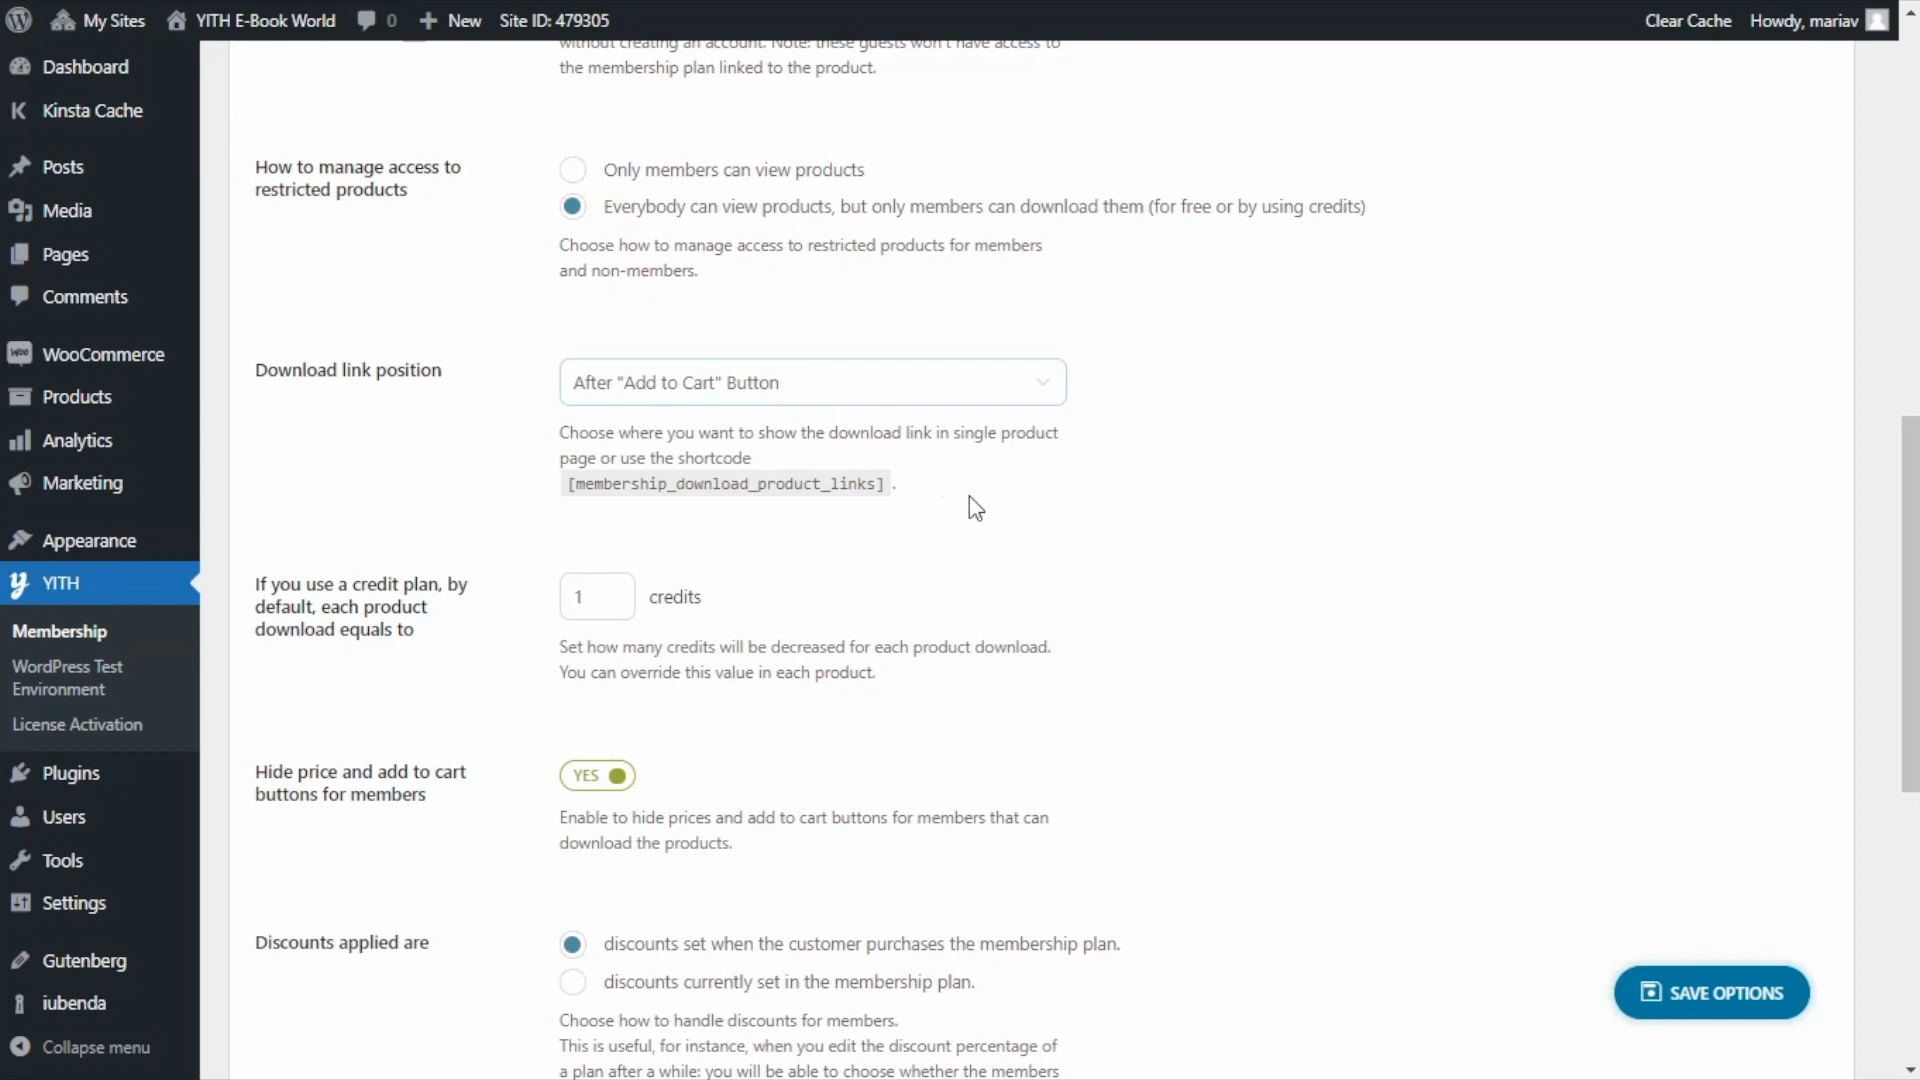 My Sites
YITH E-Book World
0
New
Site ID: 479305
Clear Cache
Howdy, mariav
Dashboard
Kinsta Cache
Posts
Media
Pages
Comments
WooCommerce
Products
Analytics
Marketing
Appearance
YITH
Membership
WordPress Test
Environment
License Activation
Plugins
Users
Tools
Settings
Gutenberg
iubenda
Collapse menu
without creating an account. Note: these guests won't have access to
the membership plan linked to the product.
How to manage access to
restricted products
Only members can view products
Everybody can view products, but only members can download them (for free or by using credits)
Choose how to manage access to restricted products for members
and non-members.
Download link position
After "Add to Cart" Button
Choose where you want to show the download link in single product
page or use the shortcode
[membership_download_product_links] .
If you use a credit plan, by
default, each product
download equals to
1
credits
Set how many credits will be decreased for each product download.
You can override this value in each product.
Hide price and add to cart
buttons for members
YES
Enable to hide prices and add to cart buttons for members that can
download the products.
Discounts applied are
discounts set when the customer purchases the membership plan.
discounts currently set in the membership plan.
Choose how to handle discounts for members.
This is useful, for instance, when you edit the discount percentage of
a plan after a while: you will be able to choose whether the members
SAVE OPTIONS